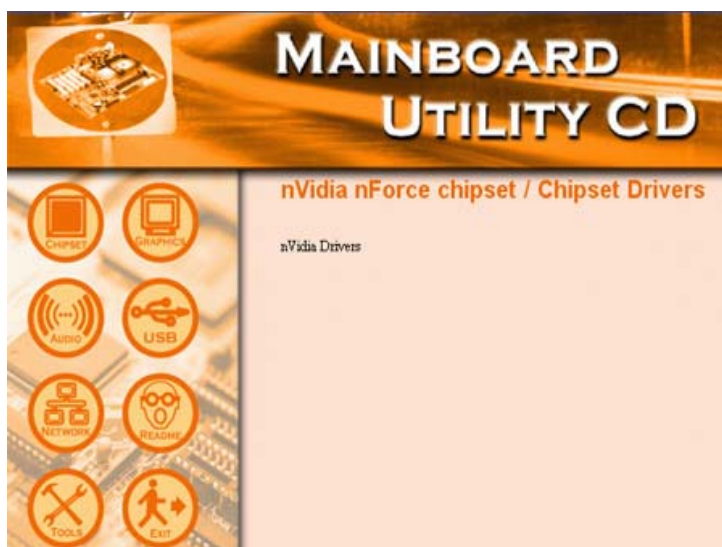 MAINBOARD
UTILITY CD
nVidia nForce chipset / Chipset Drivers
nVidia Drivers
CHIPSET
GRAPHICS
AUDIO
USB
NETWORK
README
TOOLS
EXIT